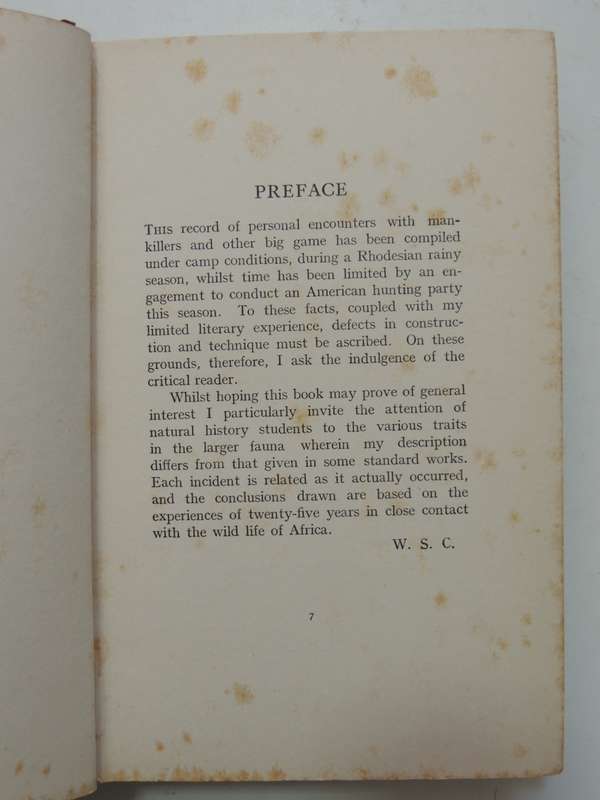 PREFACE
THIS record of personal encounters with man-
killers and other big game has been compiled
under camp conditions, during a Rhodesian rainy
season, whilst time has been limited by an en-
gagement to conduct an American hunting party
this season. To these facts, coupled with my
limited literary experience, defects in construc-
tion and technique must be ascribed. On these
grounds, therefore, I ask the indulgence of the
critical reader.
Whilst hoping this book may prove of general
interest I particularly invite the attention of
natural history students to the various traits
in the larger fauna wherein my description
differs from that given in some standard works.
Each incident is related as it actually occurred,
and the conclusions drawn are based on the
experiences of twenty-five years in close contact
with the wild life of Africa.
W. S. C.
7